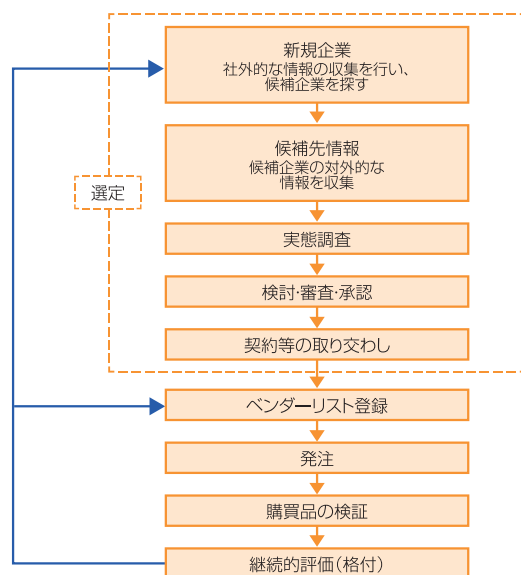 新規企業
社外的な情報の収集を行い、
候補企業を探す
候補先情報
候補企業の対外的な
情報を収集
選定
実態調査
検討・審査・承認
契約等の取り交わし
ベンダーリスト登録
発注
購買品の検証
継続的評価（格付）